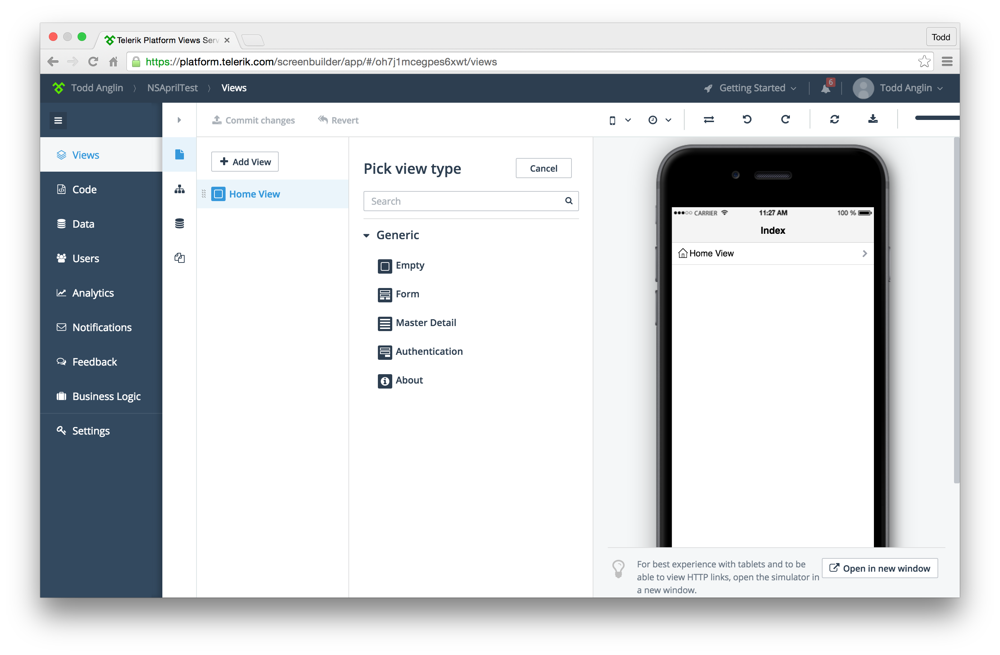 Telerik Platform Views Serv
Todd
https://platform.telerik.com/screenbuilder/app/#/oh7j1mcegpes6xwt/views
Todd Anglin
NSAprilTest
Views
Getting Started
6
Todd Anglin
Commit changes
Revert
Views
Code
Data
Users
Analytics
Notifications
Feedback
Business Logic
Settings
Add View
Home View
Pick view type
Cancel
Search
Generic
Empty
Form
Master Detail
Authentication
About
CARRIER
11:27 AM
100 %
Index
Home View
For best experience with tablets and to be
able to view HTTP links, open the simulator in
a new window.
Open in new window